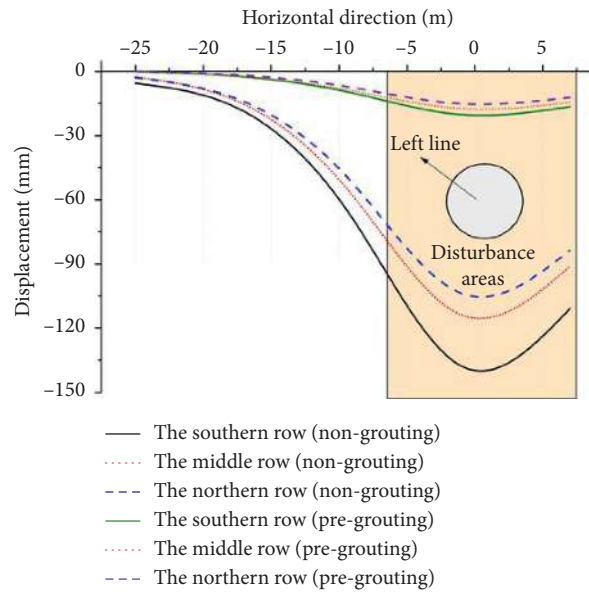 Horizontal direction (m)
−25 −20 −15 −10 −5 0 5
0
−30
−60
−90
−120
−150
Displacement (mm)
Left line
Disturbance
areas
The southern row (non-grouting)
The middle row (non-grouting)
The northern row (non-grouting)
The southern row (pre-grouting)
The middle row (pre-grouting)
The northern row (pre-grouting)